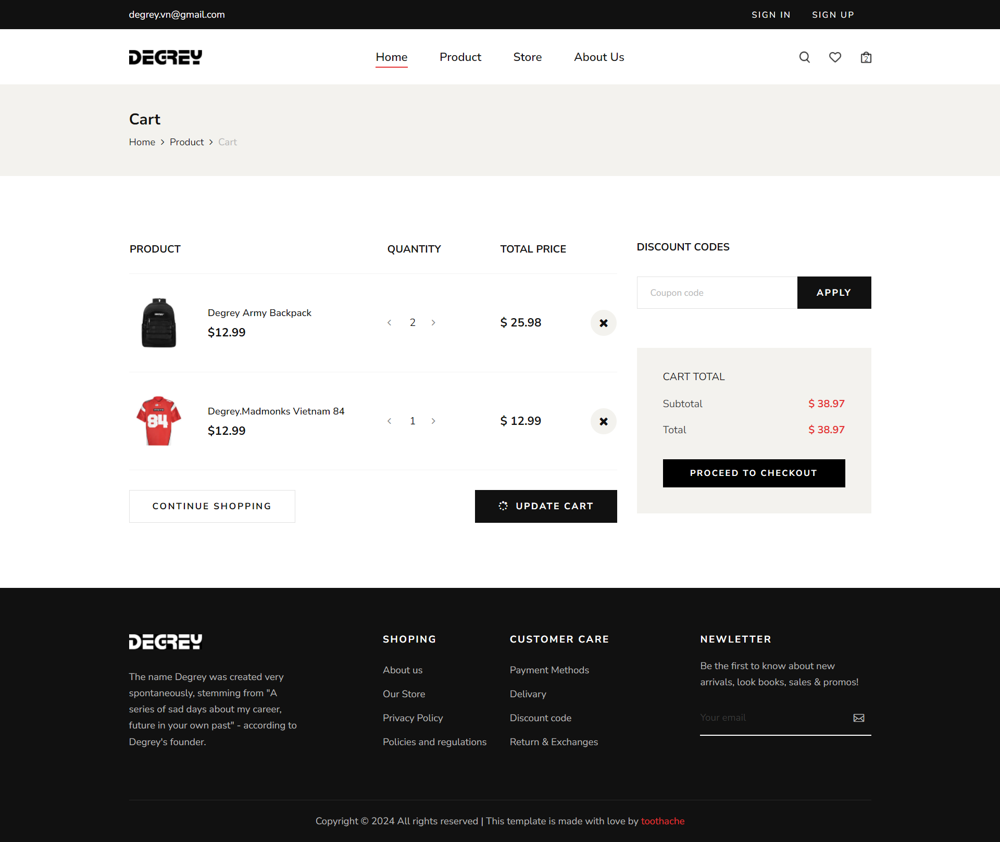 degrey.vn@gmail.com
SIGN IN
SIGN UP
DEGREY
Home
Product
Store
About Us
2
Cart
Home > Product > Cart
PRODUCT
QUANTITY
TOTAL PRICE
DISCOUNT CODES
Coupon code
APPLY
Degrey Army Backpack
$12.99
2
$ 25.98
Degrey.Madmonks Vietnam 84
$12.99
84
1
$ 12.99
CART TOTAL
Subtotal
$ 38.97
Total
$ 38.97
PROCEED TO CHECKOUT
CONTINUE SHOPPING
UPDATE CART
DEGREY
The name Degrey was created very
spontaneously, stemming from "A
series of sad days about my career,
future in your own past" - according to
Degrey's founder.
SHOPING
About us
Our Store
Privacy Policy
Policies and regulations
CUSTOMER CARE
Payment Methods
Delivary
Discount code
Return & Exchanges
NEWLETTER
Be the first to know about new
arrivals, look books, sales & promos!
Your email
Copyright © 2024 All rights reserved | This template is made with love by toothache